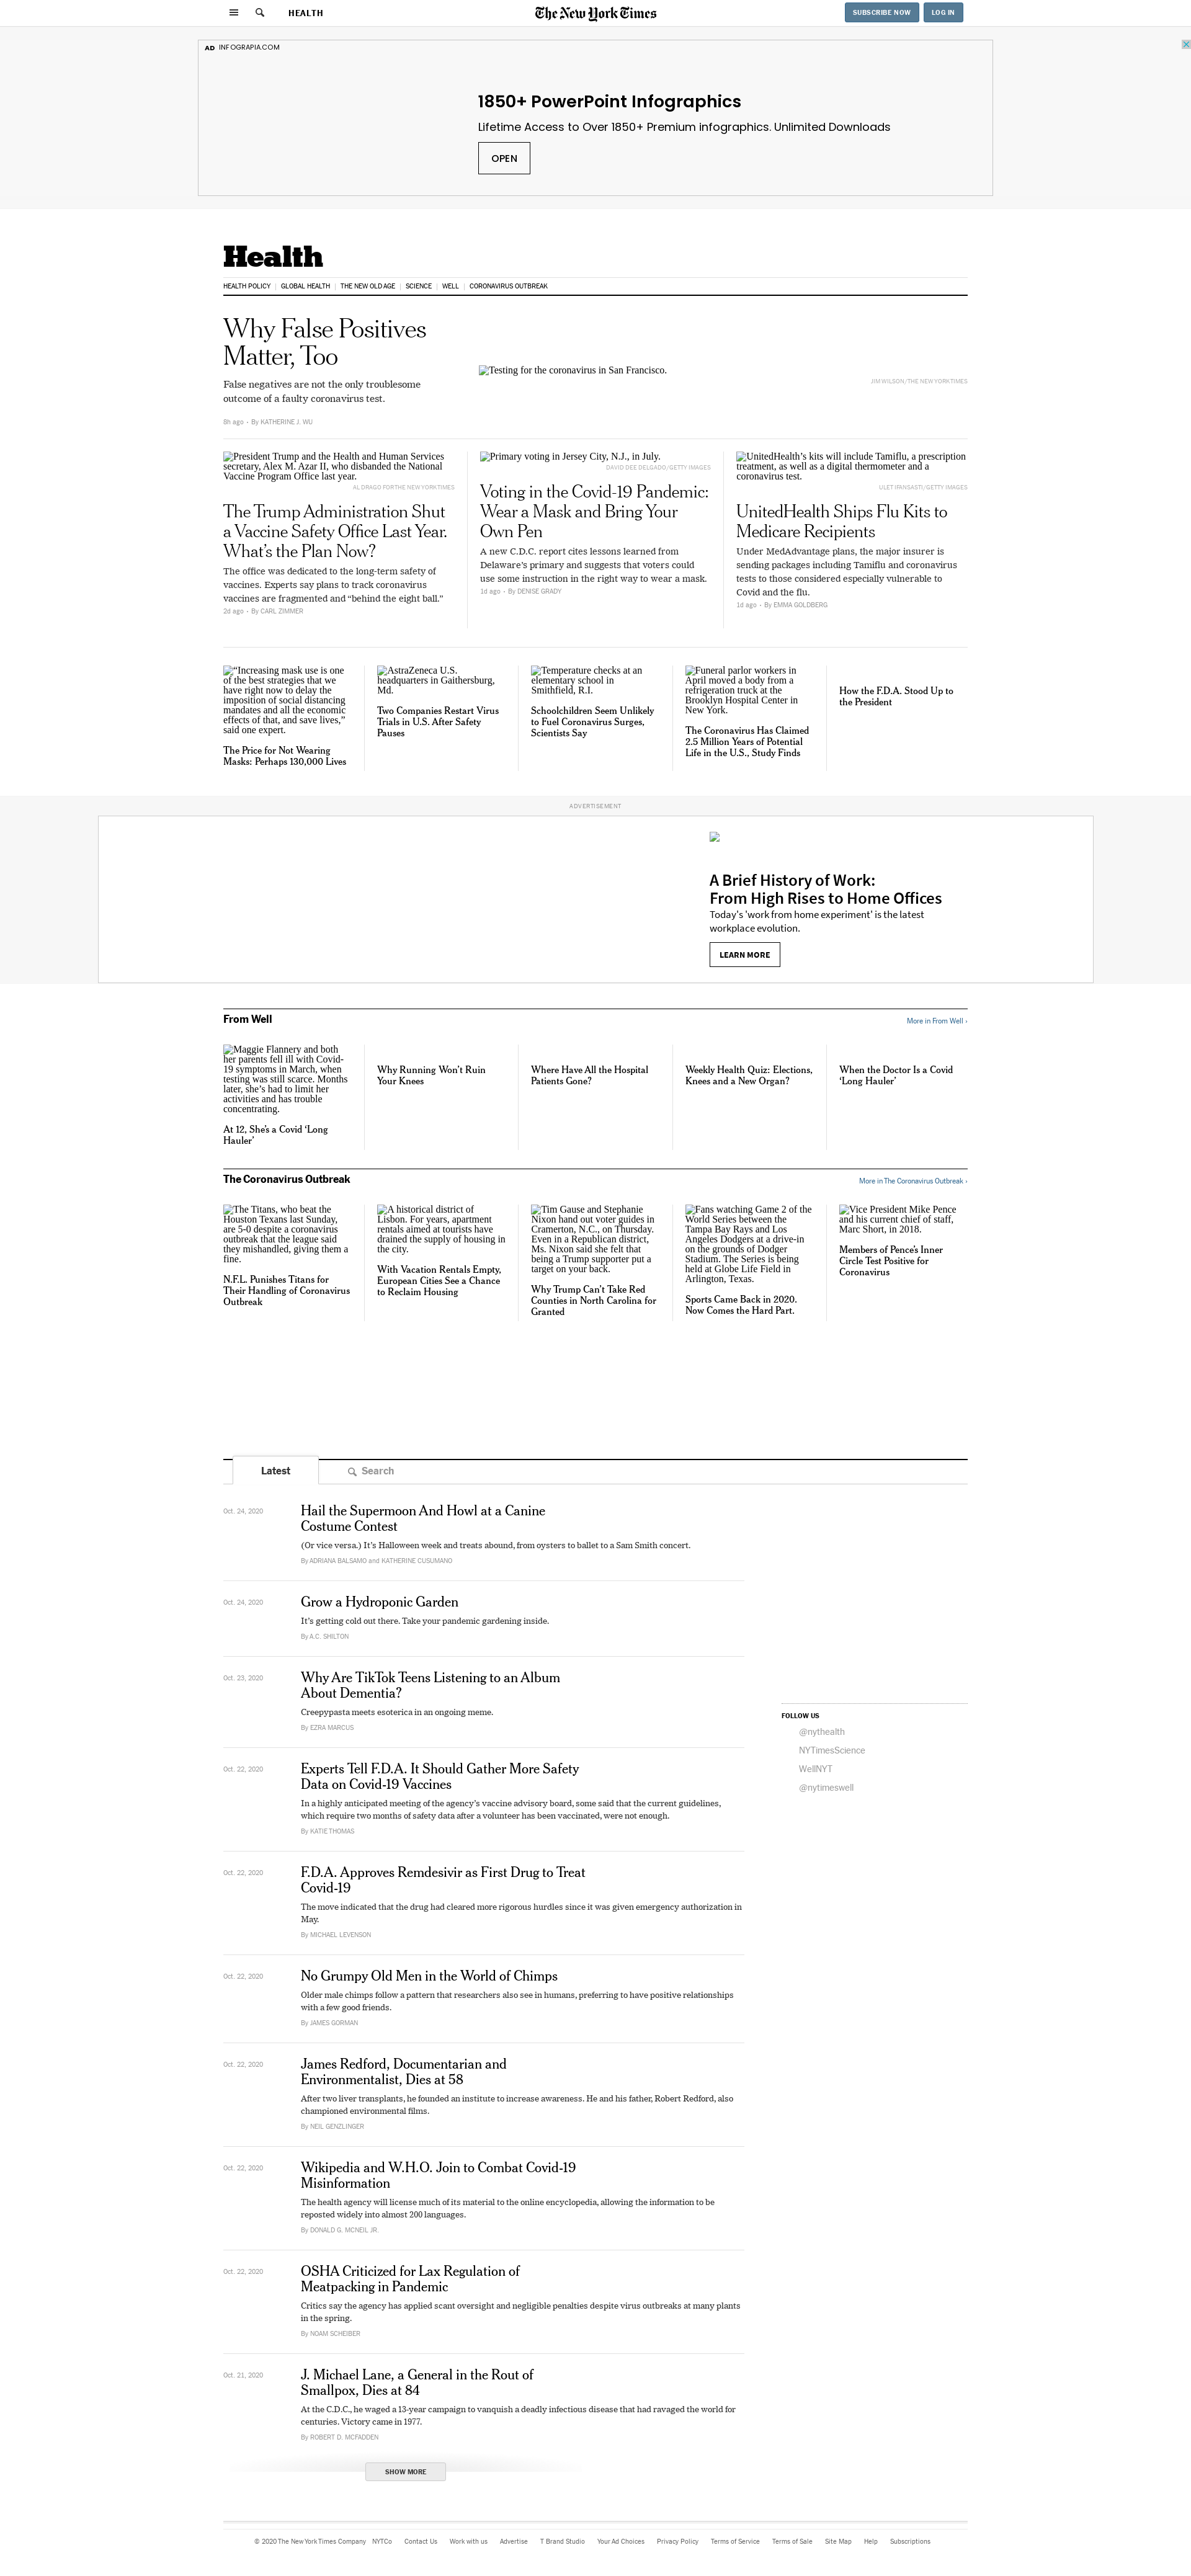 HEALTH
The New York Times
SUBSCRIBE NOW
LOG IN
AD INFOGRAPIA.COM
1850+ PowerPoint Infographics
Lifetime Access to Over 1850+ Premium infographics. Unlimited Downloads
OPEN
Health
HEALTH POLICY
GLOBAL HEALTH
THE NEW OLD AGE
SCIENCE
WELL
CORONAVIRUS OUTBREAK
Why False Positives
Matter, Too
False negatives are not the only troublesome
outcome of a faulty coronavirus test.
8h ago • By KATHERINE J. WU
Testing for the coronavirus in San Francisco.
JIM WILSON/THE NEW YORK TIMES
President Trump and the Health and Human Services
secretary, Alex M. Azar II, who disbanded the National
Vaccine Program Office last year.
AL DRAGO FOR THE NEW YORK TIMES
The Trump Administration Shut
a Vaccine Safety Office Last Year.
What's the Plan Now?
The office was dedicated to the long-term safety of
vaccines. Experts say plans to track coronavirus
vaccines are fragmented and “behind the eight ball.”
2d ago • By CARL ZIMMER
Primary voting in Jersey City, N.J., in July.
DAVID DEE DELGADO/GETTY IMAGES
Voting in the Covid-19 Pandemic:
Wear a Mask and Bring Your
Own Pen
A new C.D.C. report cites lessons learned from
Delaware's primary and suggests that voters could
use some instruction in the right way to wear a mask.
1d ago • By DENISE GRADY
UnitedHealth's kits will include Tamiflu, a prescription
treatment, as well as a digital thermometer and a
coronavirus test.
ULET IFANSASTI/GETTY IMAGES
UnitedHealth Ships Flu Kits to
Medicare Recipients
Under MedAdvantage plans, the major insurer is
sending packages including Tamiflu and coronavirus
tests to those considered especially vulnerable to
Covid and the flu.
1d ago • By EMMA GOLDBERG
“Increasing mask use is one
of the best strategies that we
have right now to delay the
imposition of social distancing
mandates and all the economic
effects of that, and save lives,”
said one expert.
The Price for Not Wearing
Masks: Perhaps 130,000 Lives
AstraZeneca U.S.
headquarters in Gaithersburg,
Md.
Two Companies Restart Virus
Trials in U.S. After Safety
Pauses
Temperature checks at an
elementary school in
Smithfield, R.I.
Schoolchildren Seem Unlikely
to Fuel Coronavirus Surges,
Scientists Say
Funeral parlor workers in
April moved a body from a
refrigeration truck at the
Brooklyn Hospital Center in
New York.
The Coronavirus Has Claimed
2.5 Million Years of Potential
Life in the U.S., Study Finds
How the F.D.A. Stood Up to
the President
ADVERTISEMENT
A Brief History of Work:
From High Rises to Home Offices
Today's 'work from home experiment' is the latest
workplace evolution.
LEARN MORE
From Well
More in From Well ›
Maggie Flannery and both
her parents fell ill with Covid-
19 symptoms in March, when
testing was still scarce. Months
later, she's had to limit her
activities and has trouble
concentrating.
At 12, She's a Covid ‘Long
Hauler’
Why Running Won't Ruin
Your Knees
Where Have All the Hospital
Patients Gone?
Weekly Health Quiz: Elections,
Knees and a New Organ?
When the Doctor Is a Covid
‘Long Hauler’
The Coronavirus Outbreak
More in The Coronavirus Outbreak ›
The Titans, who beat the
Houston Texans last Sunday,
are 5-0 despite a coronavirus
outbreak that the league said
they mishandled, giving them a
fine.
N.F.L. Punishes Titans for
Their Handling of Coronavirus
Outbreak
A historical district of
Lisbon. For years, apartment
rentals aimed at tourists have
drained the supply of housing in
the city.
With Vacation Rentals Empty,
European Cities See a Chance
to Reclaim Housing
Tim Gause and Stephanie
Nixon hand out voter guides in
Cramerton, N.C., on Thursday.
Even in a Republican district,
Ms. Nixon said she felt that
being a Trump supporter put a
target on your back.
Why Trump Can't Take Red
Counties in North Carolina for
Granted
Fans watching Game 2 of the
World Series between the
Tampa Bay Rays and Los
Angeles Dodgers at a drive-in
on the grounds of Dodger
Stadium. The Series is being
held at Globe Life Field in
Arlington, Texas.
Sports Came Back in 2020.
Now Comes the Hard Part.
Vice President Mike Pence
and his current chief of staff,
Marc Short, in 2018.
Members of Pence's Inner
Circle Test Positive for
Coronavirus
Latest
Search
Oct. 24, 2020
Hail the Supermoon And Howl at a Canine
Costume Contest
(Or vice versa.) It's Halloween week and treats abound, from oysters to ballet to a Sam Smith concert.
By ADRIANA BALSAMO and KATHERINE CUSUMANO
Oct. 24, 2020
Grow a Hydroponic Garden
It's getting cold out there. Take your pandemic gardening inside.
By A.C. SHILTON
Oct. 23, 2020
Why Are TikTok Teens Listening to an Album
About Dementia?
Creepypasta meets esoterica in an ongoing meme.
By EZRA MARCUS
FOLLOW US
@nythealth
NYTimesScience
WellNYT
@nytimeswell
Oct. 22, 2020
Experts Tell F.D.A. It Should Gather More Safety
Data on Covid-19 Vaccines
In a highly anticipated meeting of the agency's vaccine advisory board, some said that the current guidelines,
which require two months of safety data after a volunteer has been vaccinated, were not enough.
By KATIE THOMAS
Oct. 22, 2020
F.D.A. Approves Remdesivir as First Drug to Treat
Covid-19
The move indicated that the drug had cleared more rigorous hurdles since it was given emergency authorization in
May.
By MICHAEL LEVENSON
Oct. 22, 2020
No Grumpy Old Men in the World of Chimps
Older male chimps follow a pattern that researchers also see in humans, preferring to have positive relationships
with a few good friends.
By JAMES GORMAN
Oct. 22, 2020
James Redford, Documentarian and
Environmentalist, Dies at 58
After two liver transplants, he founded an institute to increase awareness. He and his father, Robert Redford, also
championed environmental films.
By NEIL GENZLINGER
Oct. 22, 2020
Wikipedia and W.H.O. Join to Combat Covid-19
Misinformation
The health agency will license much of its material to the online encyclopedia, allowing the information to be
reposted widely into almost 200 languages.
By DONALD G. MCNEIL JR.
Oct. 22, 2020
OSHA Criticized for Lax Regulation of
Meatpacking in Pandemic
Critics say the agency has applied scant oversight and negligible penalties despite virus outbreaks at many plants
in the spring.
By NOAM SCHEIBER
Oct. 21, 2020
J. Michael Lane, a General in the Rout of
Smallpox, Dies at 84
At the C.D.C., he waged a 13-year campaign to vanquish a deadly infectious disease that had ravaged the world for
centuries. Victory came in 1977.
By ROBERT D. MCFADDEN
SHOW MORE
© 2020 The New York Times Company NYTCo Contact Us Work with us Advertise T Brand Studio Your Ad Choices Privacy Policy Terms of Service Terms of Sale Site Map Help Subscriptions